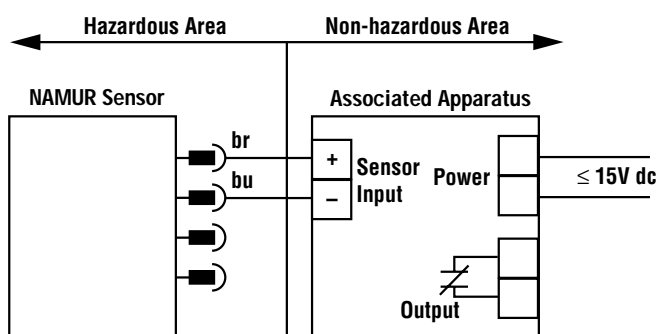 Hazardous Area
Non-hazardous Area
NAMUR Sensor
Associated Apparatus
br
bu
+
–
Sensor
Input
Power
≤ 15V dc
Output